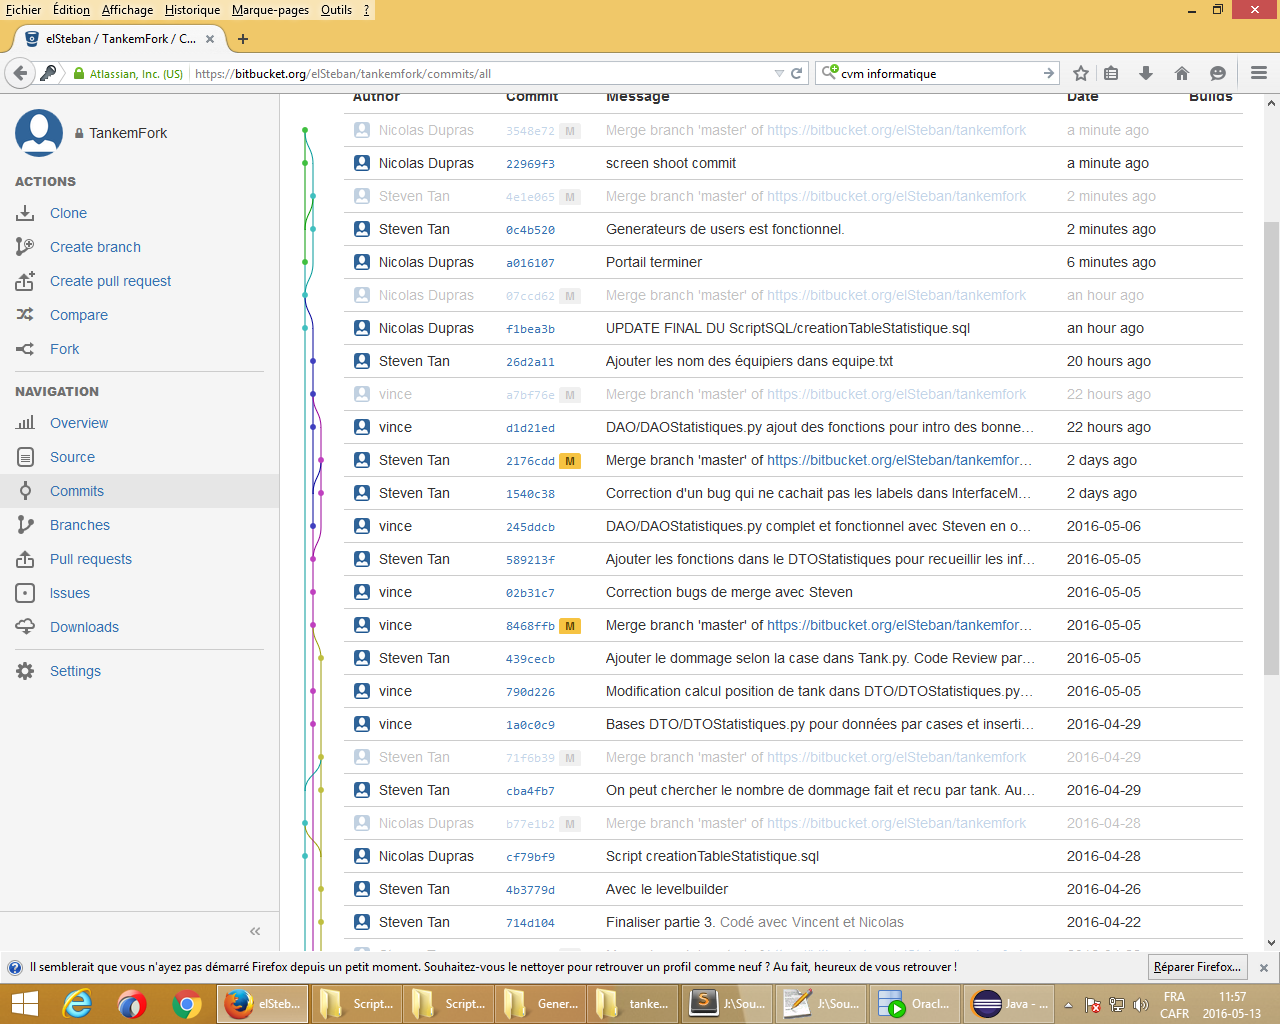 Fichier Édition Affichage Historique Marque-pages Outils ?
elSteban / TankemFork / C...
Atlassian, Inc. (US) https://bitbucket.org/elSteban/tankemfork/commits/all cvm informatique
TankemFork
ACTIONS
Clone
Create branch
Create pull request
Compare
Fork
NAVIGATION
Overview
Source
Commits
Branches
Pull requests
Issues
Downloads
Settings
Author Commit Message Date Builds
Nicolas Dupras 3548e72 M Merge branch 'master' of https://bitbucket.org/elSteban/tankemfork a minute ago
Nicolas Dupras 22969f3 screen shoot commit a minute ago
Steven Tan 4e1e065 M Merge branch 'master' of https://bitbucket.org/elSteban/tankemfork 2 minutes ago
Steven Tan 0c4b520 Generateurs de users est fonctionnel. 2 minutes ago
Nicolas Dupras a016107 Portail terminer 6 minutes ago
Nicolas Dupras 07ccd62 M Merge branch 'master' of https://bitbucket.org/elSteban/tankemfork an hour ago
Nicolas Dupras f1bea3b UPDATE FINAL DU ScriptSQL/creationTableStatistique.sql an hour ago
Steven Tan 26d2a11 Ajouter les nom des équipiers dans equipe.txt 20 hours ago
vince a7bf76e M Merge branch 'master' of https://bitbucket.org/elSteban/tankemfork 22 hours ago
vince d1d21ed DAO/DAOStatistiques.py ajout des fonctions pour intro des bonne... 22 hours ago
Steven Tan 2176cdd M Merge branch 'master' of https://bitbucket.org/elSteban/tankemfor... 2 days ago
Steven Tan 1540c38 Correction d'un bug qui ne cachait pas les labels dans InterfaceM... 2 days ago
vince 245ddcb DAO/DAOStatistiques.py complet et fonctionnel avec Steven en o... 2016-05-06
Steven Tan 589213f Ajouter les fonctions dans le DTOStatistiques pour recueillir les inf... 2016-05-05
vince 02b31c7 Correction bugs de merge avec Steven 2016-05-05
vince 8468ffb M Merge branch 'master' of https://bitbucket.org/elSteban/tankemfor... 2016-05-05
Steven Tan 439cecb Ajouter le dommage selon la case dans Tank.py. Code Review par... 2016-05-05
vince 790d226 Modification calcul position de tank dans DTO/DTOStatistiques.py... 2016-05-05
vince 1a0c0c9 Bases DTO/DTOStatistiques.py pour données par cases et inserti... 2016-04-29
Steven Tan 71f6b39 M Merge branch 'master' of https://bitbucket.org/elSteban/tankemfork 2016-04-29
Steven Tan cba4fb7 On peut chercher le nombre de dommage fait et recu par tank. Au... 2016-04-29
Nicolas Dupras b77e1b2 M Merge branch 'master' of https://bitbucket.org/elSteban/tankemfork 2016-04-28
Nicolas Dupras cf79bf9 Script creationTableStatistique.sql 2016-04-28
Steven Tan 4b3779d Avec le levelbuilder 2016-04-26
Steven Tan 714d104 Finaliser partie 3. Codé avec Vincent et Nicolas 2016-04-22
Il semblerait que vous n'ayez pas démarré Firefox depuis un petit moment. Souhaitez-vous le nettoyer pour retrouver un profil comme neuf ? Au fait, heureux de vous retrouver ! Réparer Firefox...
elSteb... Script... Script... Gener... tanke... J:\Sou... J:\Sou... Oracl... Java - ... FRA 11:57
CAFR 2016-05-13